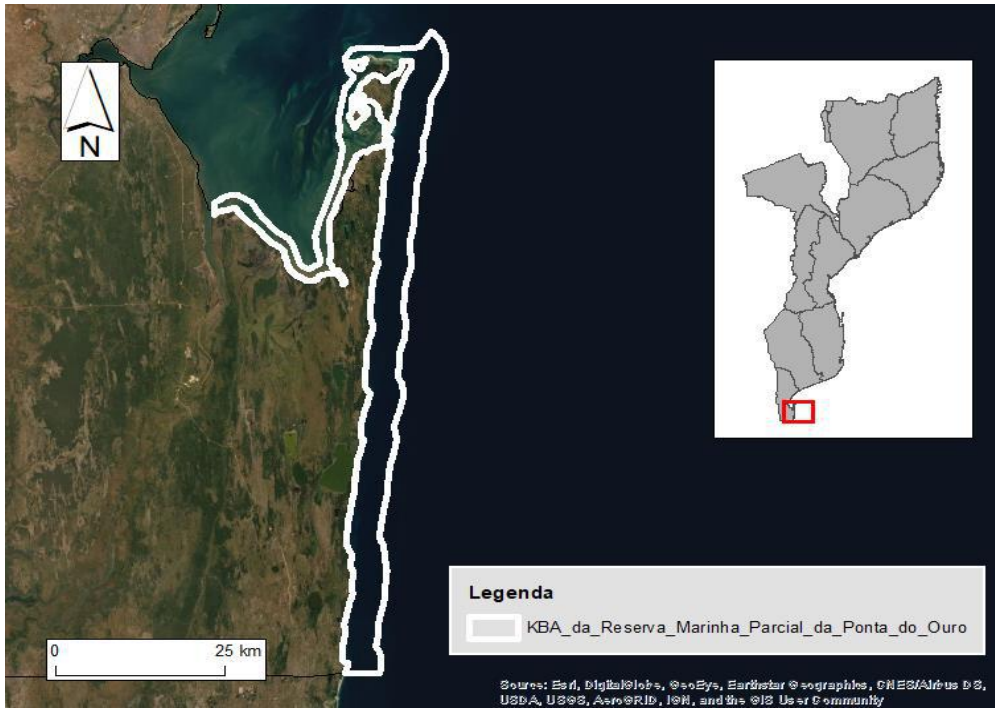 N
Legenda
KBA_da_Reserva_Marinha_Parcial_da_Ponta_do_Ouro
0 25 km
Source: Esri, DigitalGlobe, GeoEye, Earthstar Geographics, CNES/Airbus DS,
USDA, USGS, AeroGRID, IGN, and the GIS User Community